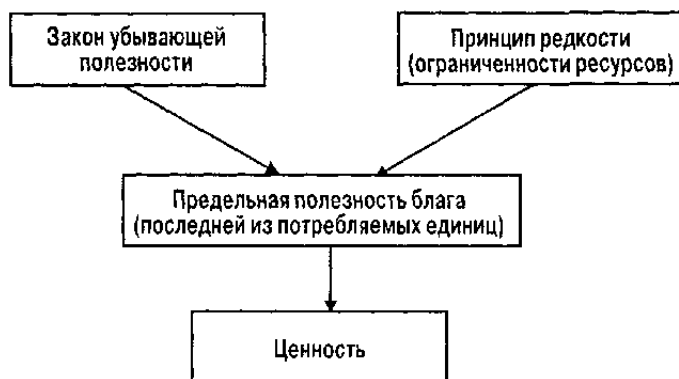 Закон убывающей
полезности
Принцип редкости
(ограниченности ресурсов)
Предельная полезность блага
(последней из потребляемых единиц)
Ценность